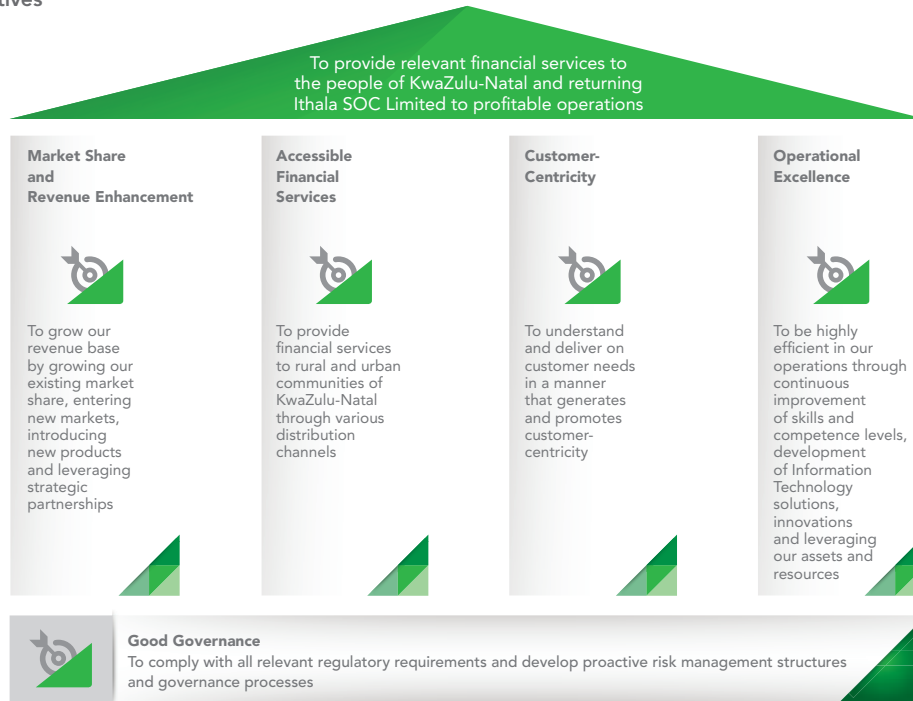 To provide relevant financial services to
the people of KwaZulu-Natal and returning
Ithala SOC Limited to profitable operations
Market Share
and
Revenue Enhancement
To grow our
revenue base
by growing our
existing market
share, entering
new markets,
introducing
new products
and leveraging
strategic
partnerships
Accessible
Financial
Services
To provide
financial services
to rural and urban
communities of
KwaZulu-Natal
through various
distribution
channels
Customer-
Centricity
To understand
and deliver on
customer needs
in a manner
that generates
and promotes
customer-
centricity
Operational
Excellence
To be highly
efficient in our
operations through
continuous
improvement
of skills and
competence levels,
development
of Information
Technology
solutions,
innovations
and leveraging
our assets and
resources
Good Governance
To comply with all relevant regulatory requirements and develop proactive risk management structures
and governance processes